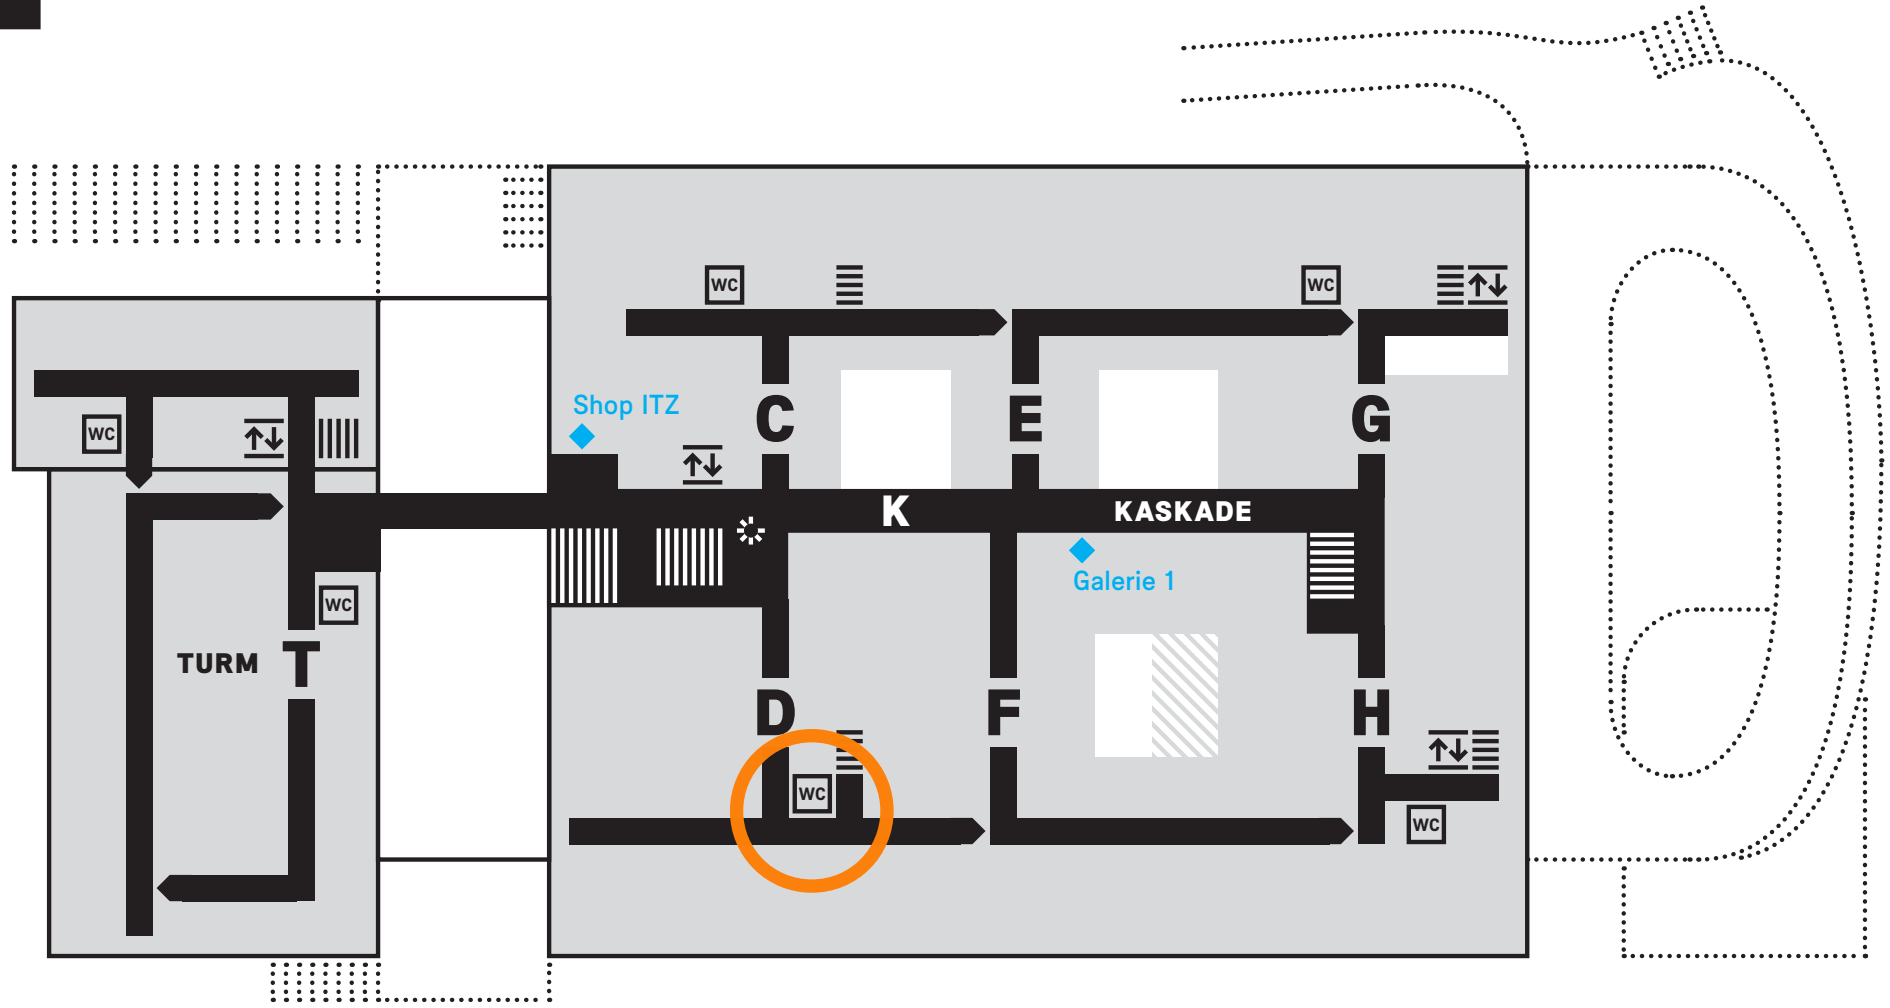 WC
WC
Shop ITZ
C
E
G
WC
K
KASKADE
Galerie 1
WC
TURM
T
D
F
H
WC
WC